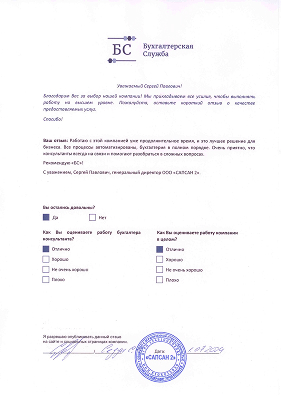 БС
Бухгалтерская
Служба
Уважаемый Сергей Павлович!
Благодарим Вас за выбор нашей компании! Мы прикладываем все усилия, чтобы выполнять
работу на высшем уровне. Пожалуйста, оставьте короткий отзыв о качестве
предоставляемых услуг.
Спасибо!
Ваш отзыв: Работаю с этой компанией уже продолжительное время, и это лучшее решение для
бизнеса. Все процессы автоматизированы, бухгалтерия в полном порядке. Очень приятно, что
консультанты всегда на связи и помогают разобраться в сложных вопросах.
Рекомендую «БС»!
С уважением, Сергей Павлович, генеральный директор ООО «САПСАН 2».
Вы остались довольны?
Да Нет
Как Вы оцениваете работу бухгалтера
консультанта?
Отлично
Хорошо
Не очень хорошо
Плохо
Как Вы оцениваете работу компании
в целом?
Отлично
Хорошо
Не очень хорошо
Плохо
Я разрешаю опубликовать данный отзыв
на сайте и социальных страницах компании.
Дата:
«САПСАН 2»